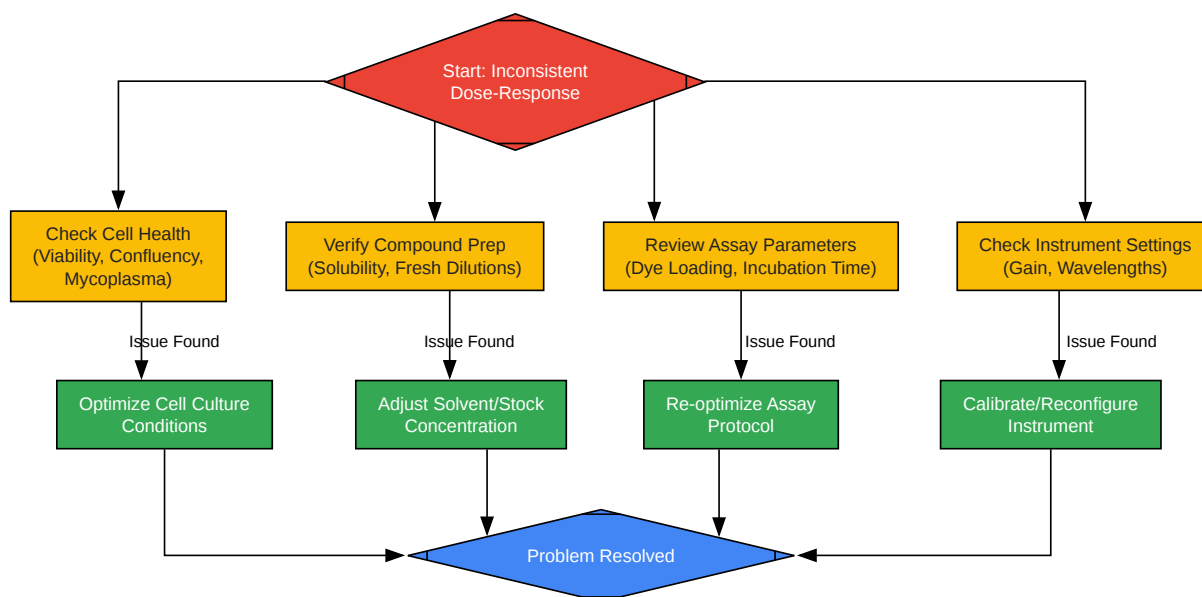 Start: Inconsistent
Dose-Response
Check Cell Health
(Viability, Confluency,
Mycoplasma)
Verify Compound Prep
(Solubility, Fresh Dilutions)
Review Assay Parameters
(Dye Loading, Incubation Time)
Check Instrument Settings
(Gain, Wavelengths)
Issue Found
Issue Found
Issue Found
Issue Found
Optimize Cell Culture
Conditions
Adjust Solvent/Stock
Concentration
Re-optimize Assay
Protocol
Calibrate/Reconfigure
Instrument
Problem Resolved